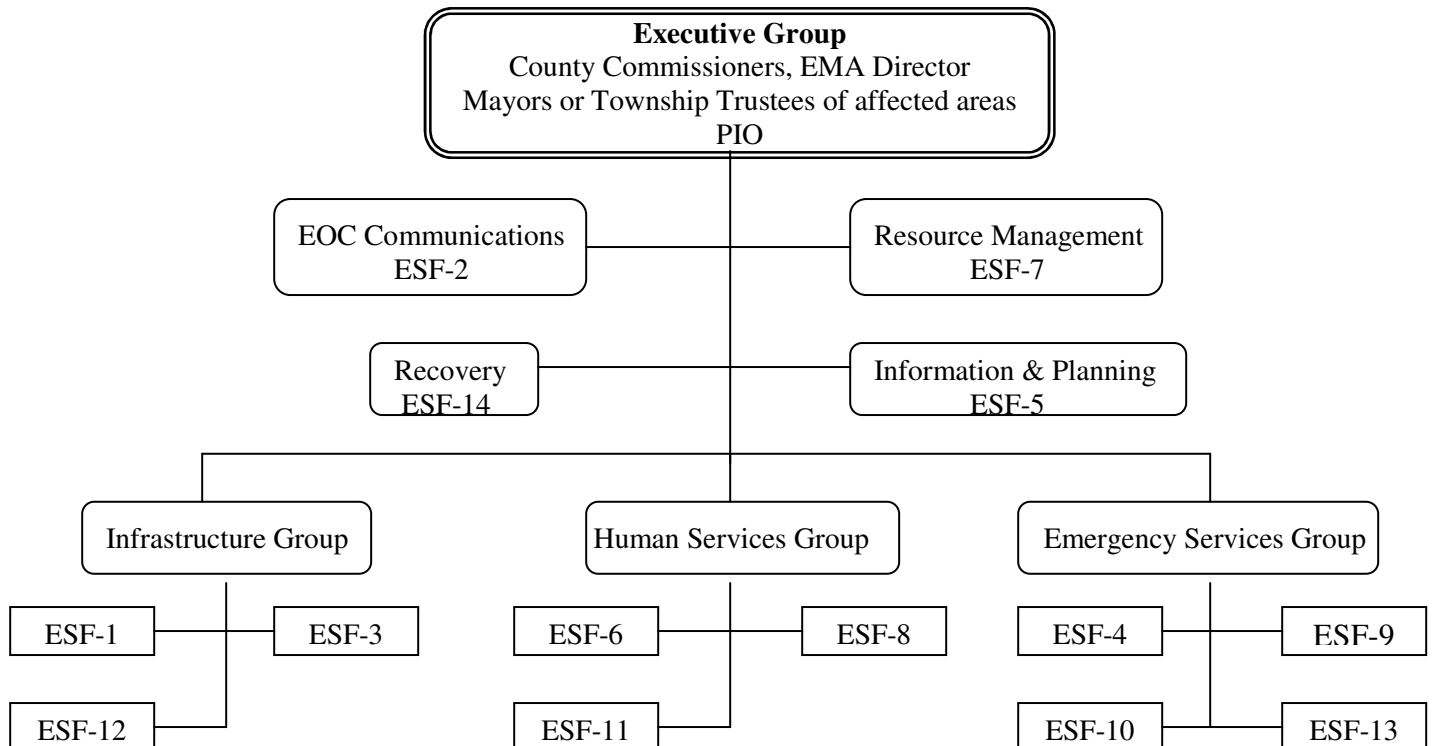 Executive Group
County Commissioners, EMA Director
Mayors or Township Trustees of affected areas
PIO
EOC Communications
ESF-2
Resource Management
ESF-7
Recovery
ESF-14
Information & Planning
ESF-5
Infrastructure Group
Human Services Group
Emergency Services Group
ESF-1
ESF-3
ESF-6
ESF-8
ESF-4
ESF-9
ESF-12
ESF-11
ESF-10
ESF-13